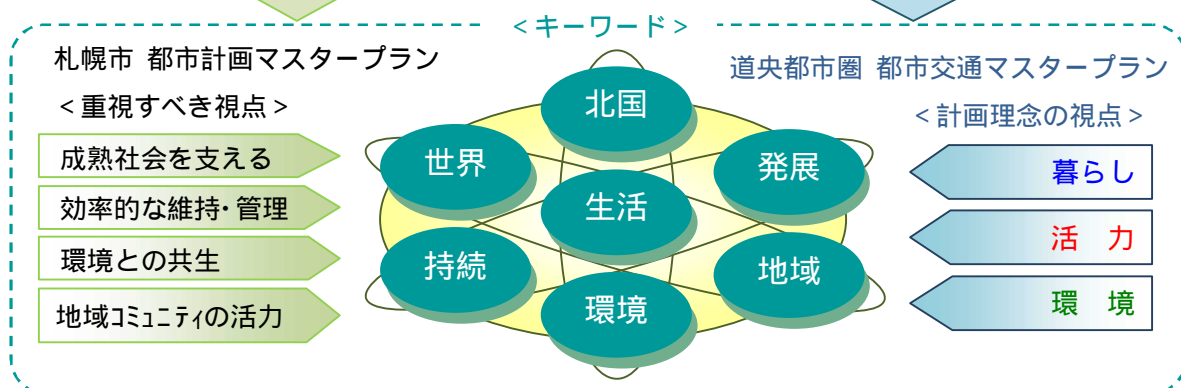 <キーワード>
札幌市 都市計画マスタープラン
<重視すべき視点>
成熟社会を支える
効率的な維持・管理
環境との共生
地域ｺﾐｭﾆﾃｨの活力
北国
世界
発展
生活
持続
地域
環境
道央都市圏 都市交通マスタープラン
<計画理念の視点>
暮らし
活 力
環 境